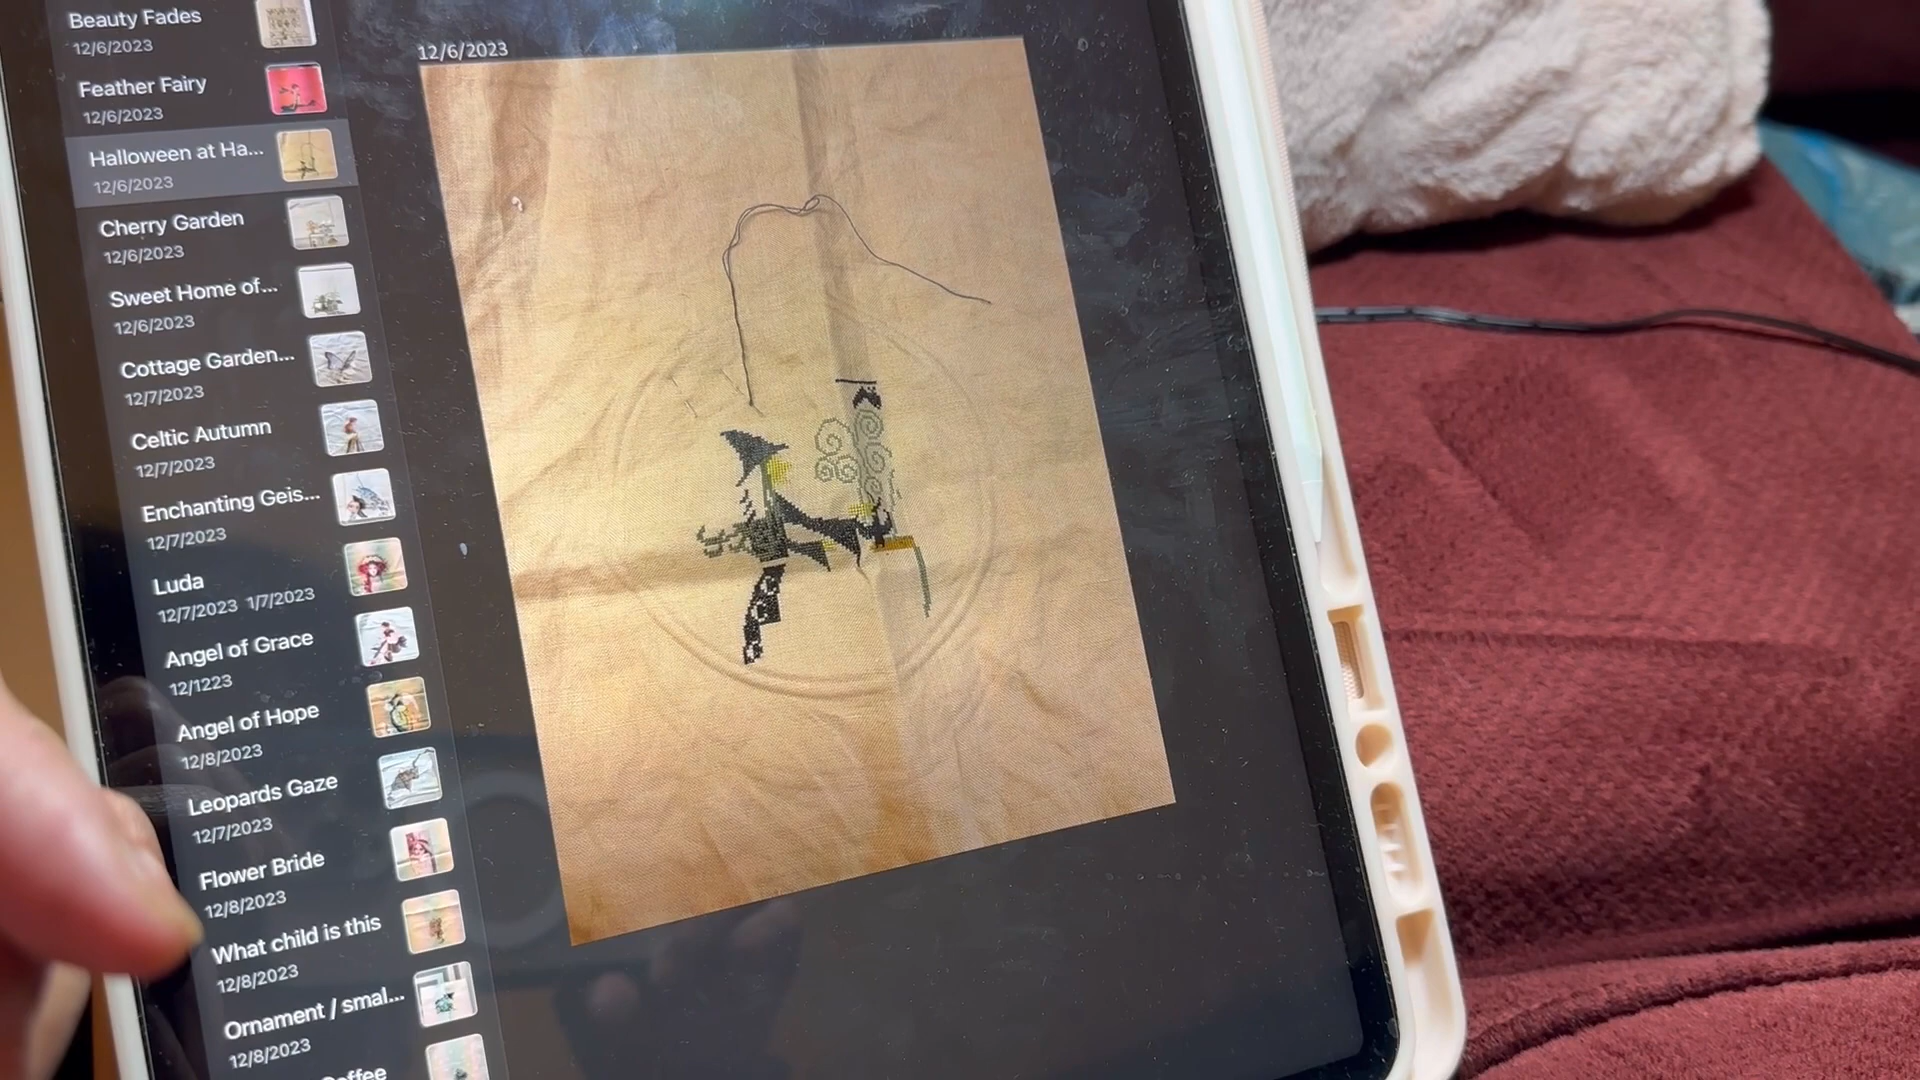 Beauty Fades
12/6/2023
Feather Fairy
12/6/2023
Halloween at Ha...
12/6/2023
Cherry Garden
12/6/2023
Sweet Home of...
12/6/2023
Cottage Garden...
12/7/2023
Celtic Autumn
12/7/2023
Enchanting Geis...
12/7/2023
Luda
12/7/2023 1/7/2023
Angel of Grace
12/1223
Angel of Hope
12/8/2023
Leopards Gaze
12/7/2023
Flower Bride
12/8/2023
What child is this
12/8/2023
Ornament / smal...
12/8/2023
12/6/2023